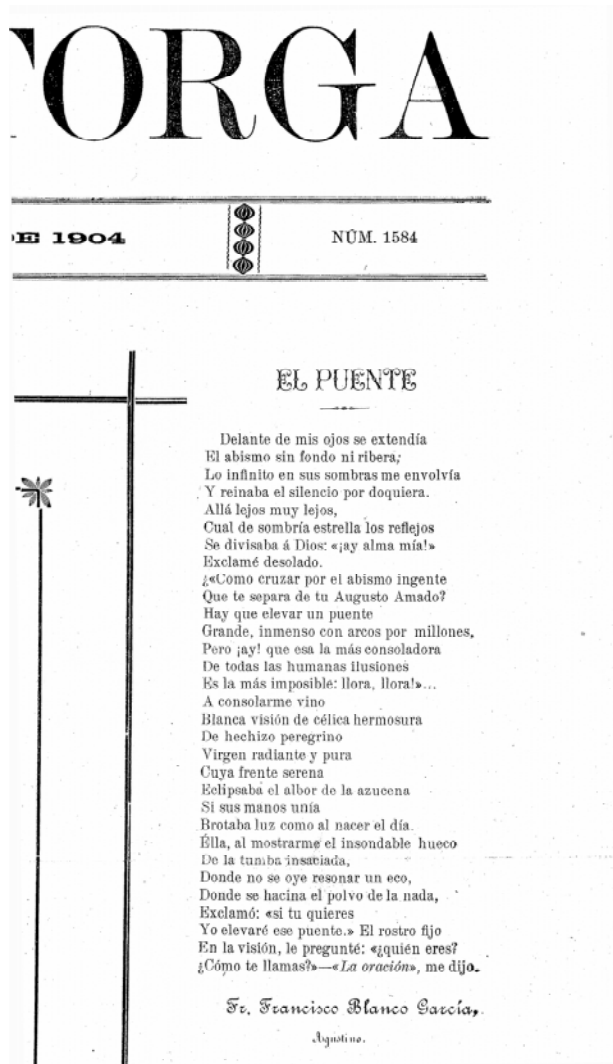 TORGA
DE 1904
NÚM. 1584
EL PUENTE
Delante de mis ojos se extendía
El abismo sin fondo ni ribera;
Lo infinito en sus sombras me envolvía
Y reinaba el silencio por doquiera.
Allá lejos muy lejos,
Cual de sombría estrella los reflejos
Se divisaba á Dios: «¡ay alma mía!»
Exclamé desolado.
¿«Como cruzar por el abismo ingente
Que te separa de tu Augusto Amado?
Hay que elevar un puente
Grande, inmenso con arcos por millones,
Pero ¡ay! que esa la más consoladora
De todas las humanas ilusiones
Es la más imposible: llora, llora!»...
A consolarme vino
Blanca visión de célica hermosura
De hechizo peregrino
Virgen radiante y pura
Cuya frente serena
Eclipsaba el albor de la azucena
Si sus manos unía
Brotaba luz como al nacer el día.
Élla, al mostrarme el insondable hueco
De la tumba insaciada,
Donde no se oye resonar un eco,
Donde se hacina el polvo de la nada,
Exclamó: «si tu quieres
Yo elevaré ese puente.» El rostro fijo
En la visión, le pregunté: «¿quién eres?
¿Cómo te llamas?»—«La oración», me dijo.
Fr. Francisco Blanco García,
Agustino.